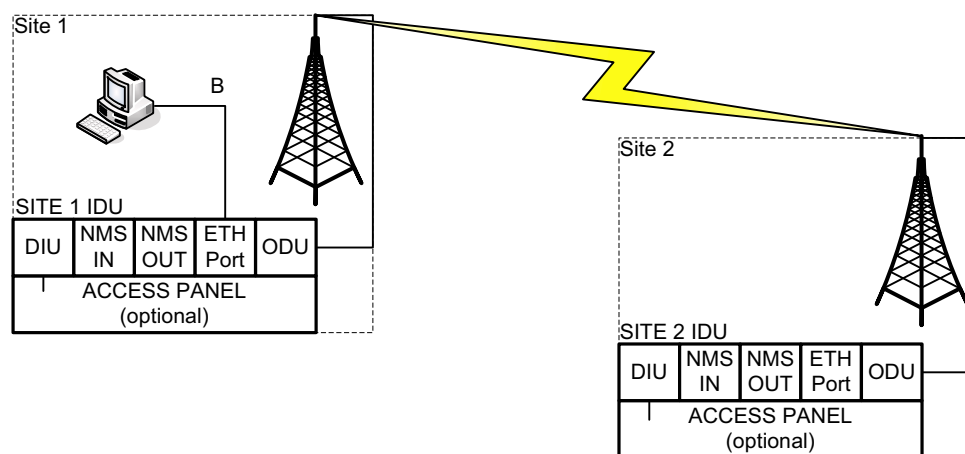 Site 1
B
SITE 1 IDU
DIU
NMS
IN
NMS
OUT
ETH
Port
ODU
ACCESS PANEL
(optional)
Site 2
SITE 2 IDU
DIU
NMS
IN
NMS
OUT
ETH
Port
ODU
ACCESS PANEL
(optional)